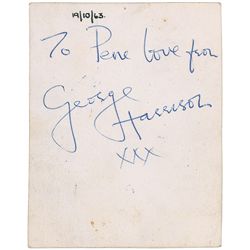 19/10/63.
To Pene love from
George
Harrison
xxx